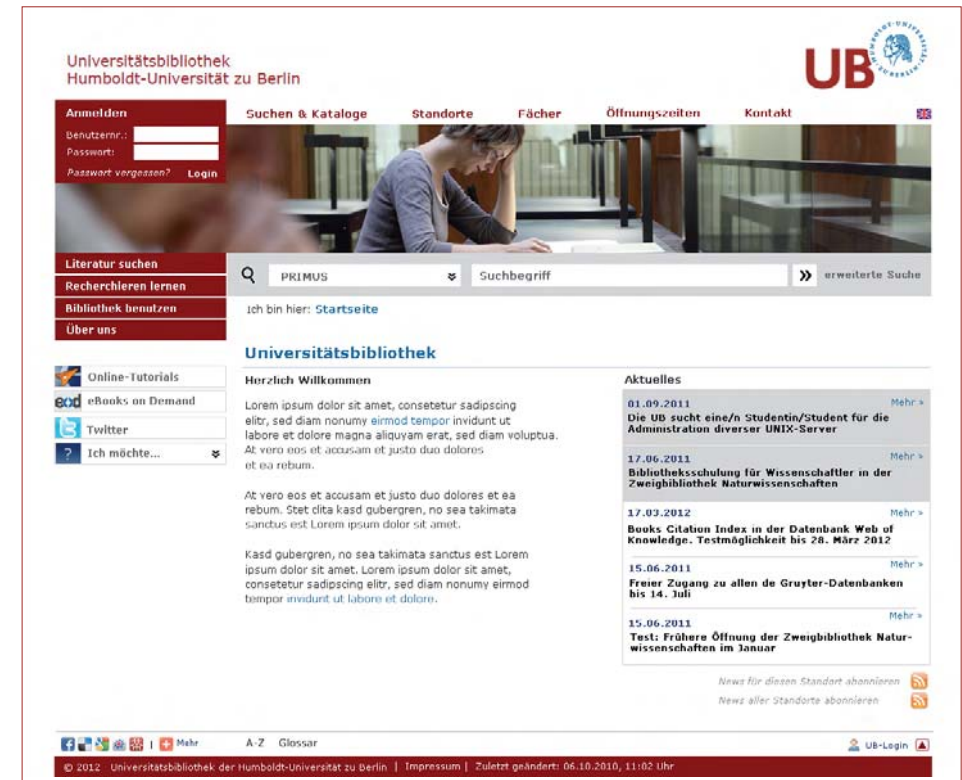 Universitätsbibliothek
Humboldt-Universität zu Berlin
UB
Anmelden
Benutzernr.:
Passwort:
Passwort vergessen? Login
Suchen & Kataloge Standorte Fächer Öffnungszeiten Kontakt
Literatur suchen
Recherchieren lernen
Bibliothek benutzen
Über uns
PRIMUS Suchbegriff erweiterte Suche
Ich bin hier: Startseite
Online-Tutorials
eod eBooks on Demand
Twitter
? Ich möchte...
Universitätsbibliothek
Herzlich Willkommen
Lorem ipsum dolor sit amet, consetetur sadipscing
elitr, sed diam nonumy eirmod tempor invidunt ut
labore et dolore magna aliquyam erat, sed diam voluptua.
At vero eos et accusam et justo duo dolores
et ea rebum.
At vero eos et accusam et justo duo dolores et ea
rebum. Stet clita kasd gubergren, no sea takimata
sanctus est Lorem ipsum dolor sit amet.
Kasd gubergren, no sea takimata sanctus est Lorem
ipsum dolor sit amet. Lorem ipsum dolor sit amet,
consetetur sadipscing elitr, sed diam nonumy eirmod
tempor invidunt ut labore et dolore.
Aktuelles
01.09.2011 Mehr »
Die UB sucht eine/n Studentin/Student für die
Administration diverser UNIX-Server
17.06.2011 Mehr »
Bibliotheksschulung für Wissenschaftler in der
Zweigbibliothek Naturwissenschaften
17.03.2012 Mehr »
Books Citation Index in der Datenbank Web of
Knowledge. Testmöglichkeit bis 28. März 2012
15.06.2011 Mehr »
Freier Zugang zu allen de Gruyter-Datenbanken
bis 14. Juli
15.06.2011 Mehr »
Test: Frühere Öffnung der Zweigbibliothek Natur-
wissenschaften im Januar
News für diesen Standort abonnieren
News aller Standorte abonnieren
| Mehr A-Z Glossar UB-Login
© 2012 Universitätsbibliothek der Humboldt-Universität zu Berlin | Impressum | Zuletzt geändert: 06.10.2010, 11:02 Uhr